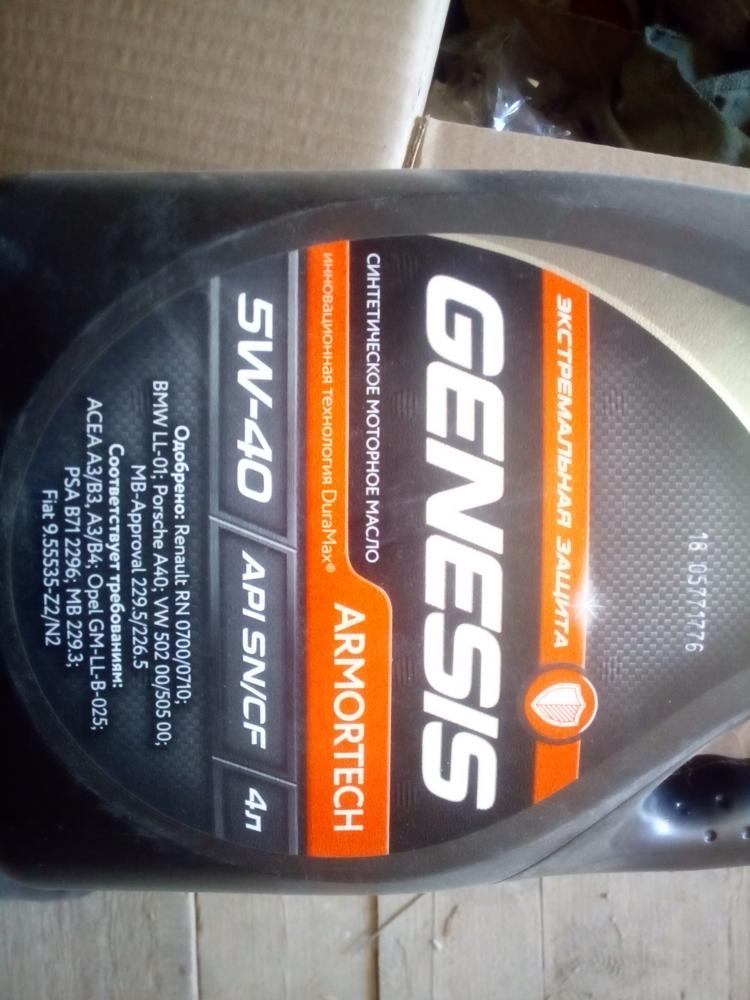 18 05773776
ЭКСТРЕМАЛЬНАЯ ЗАЩИТА
GENESIS
СИНТЕТИЧЕСКОЕ МОТОРНОЕ МАСЛО
инновационная технология DuraMax®
ARMORTECH
5W-40 API SN/CF 4л
Одобрено: Renault RN 0700/0710;
BMW LL-01; Porsche A40; VW 502 00/505 00;
MB-Approval 229.5/226.5
Соответствует требованиям:
ACEA A3/B3, A3/B4; Opel GM-LL-B-025;
PSA B71 2296; MB 229.3;
Fiat 9.55535-Z2/N2